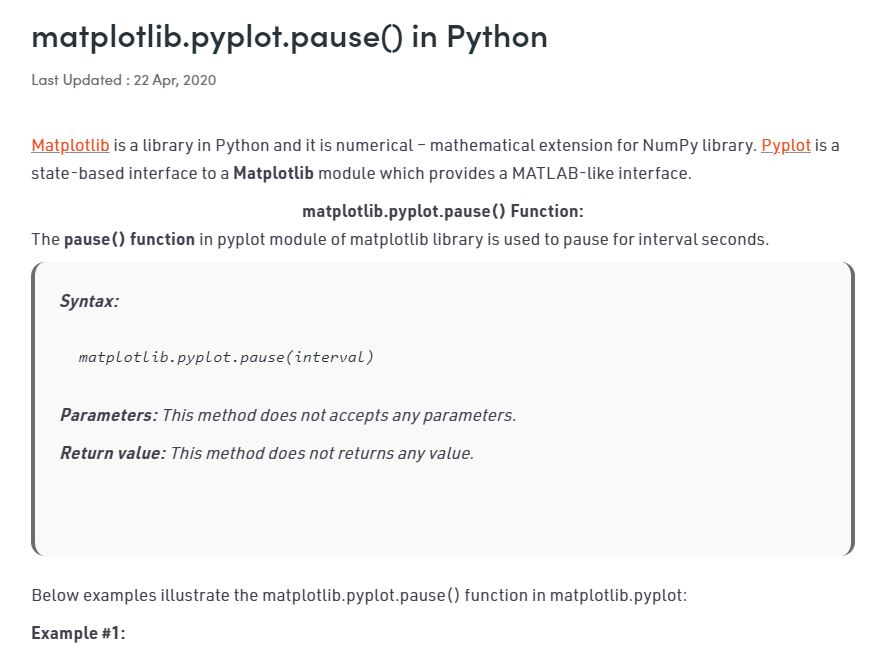 matplotlib.pyplot.pause() in Python
Last Updated : 22 Apr, 2020
Matplotlib is a library in Python and it is numerical – mathematical extension for NumPy library. Pyplot is a
state-based interface to a Matplotlib module which provides a MATLAB-like interface.
matplotlib.pyplot.pause() Function:
The pause() function in pyplot module of matplotlib library is used to pause for interval seconds.
Syntax:
matplotlib.pyplot.pause(interval)
Parameters: This method does not accepts any parameters.
Return value: This method does not returns any value.
Below examples illustrate the matplotlib.pyplot.pause() function in matplotlib.pyplot:
Example #1: